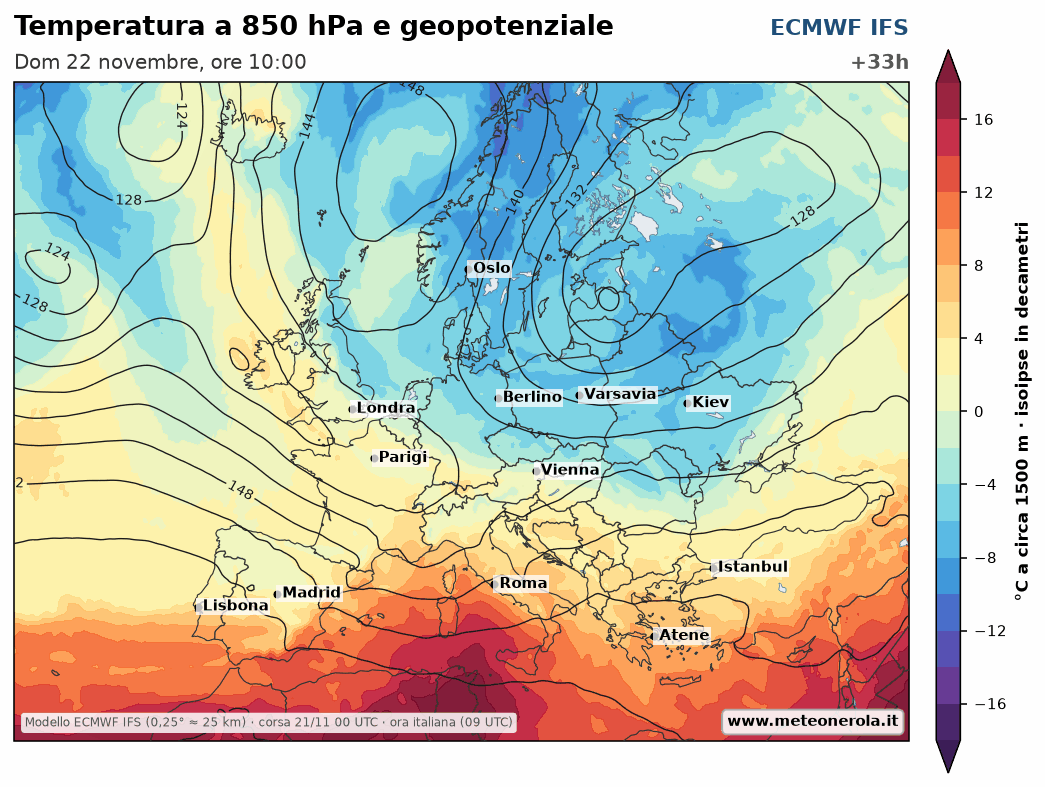 Temperatura a 850 hPa e geopotenziale
ECMWF IFS
Dom 22 novembre, ore 10:00
+33h
148
124
144
128
140
132
128
124
128
Oslo
Berlino
Varsavia
Kiev
Londra
Parigi
Vienna
2
148
Istanbul
Roma
Madrid
Lisbona
Atene
16
12
8
4
0
−4
−8
−12
−16
°C a circa 1500 m · isoipse in decametri
Modello ECMWF IFS (0,25° ≈ 25 km) · corsa 21/11 00 UTC · ora italiana (09 UTC)
www.meteonerola.it